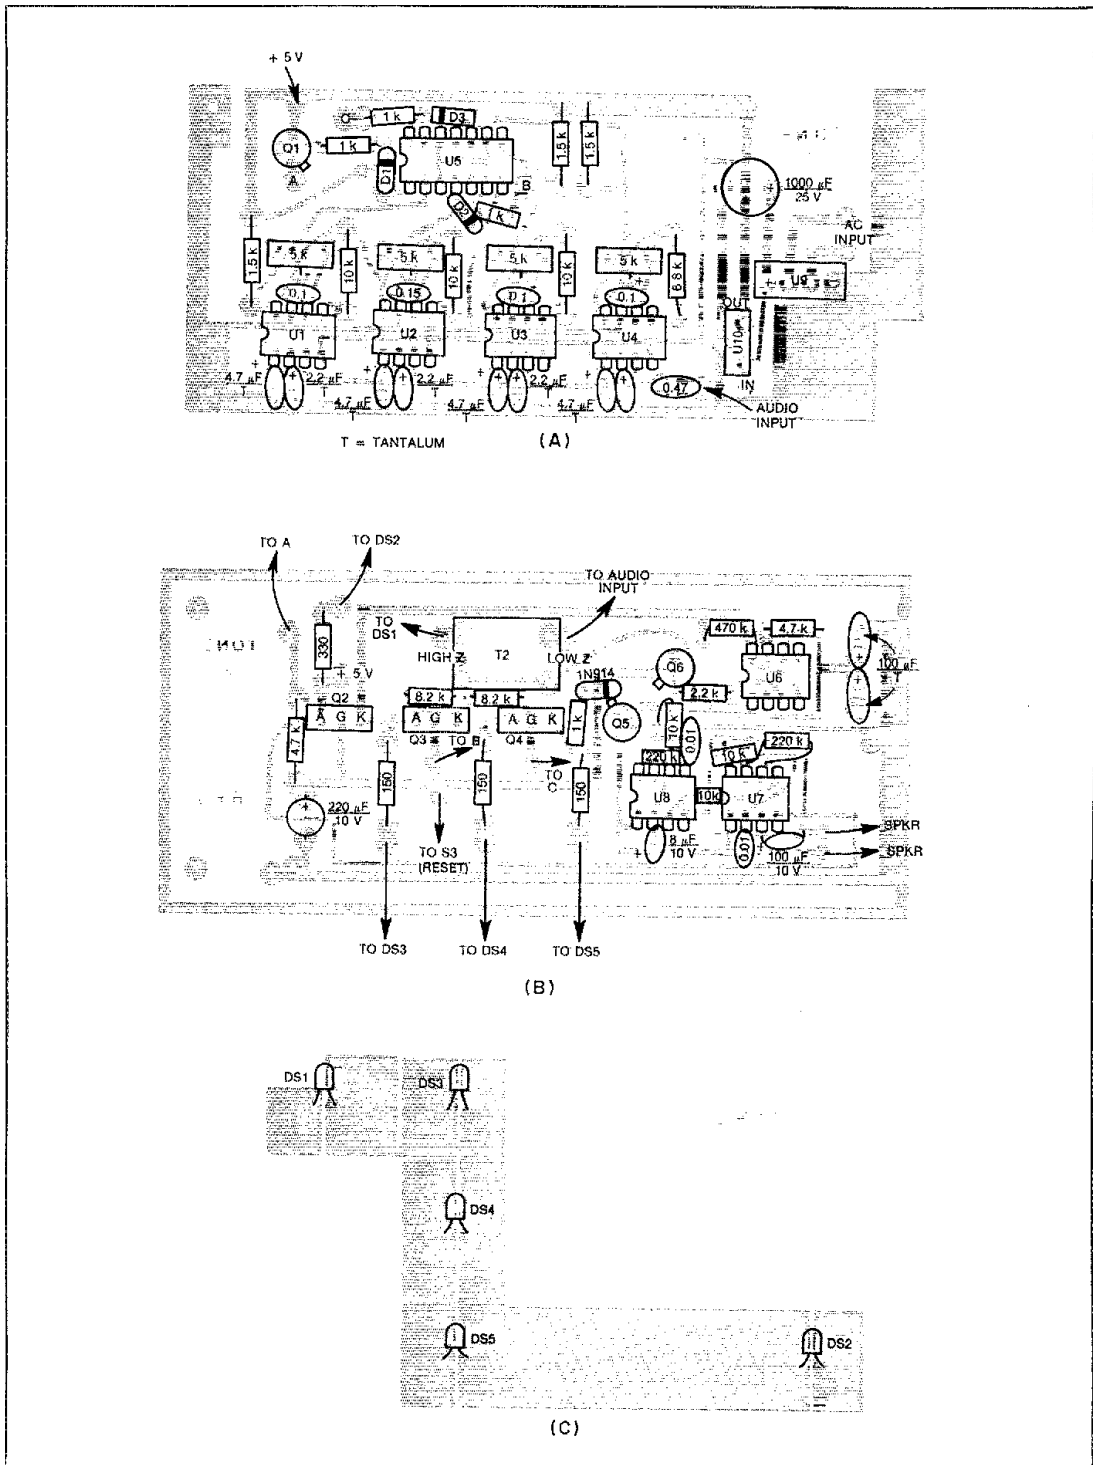 + 5 V
1 k
D3
C
Q1
1 k
U5
A
D1
B
D2
1 k
1.5 k
1.5 k
1000 µF
25 V
AC
INPUT
1.5 k
5 k
10 k
5 k
10 k
5 k
10 k
5 k
6.8 k
U9
0.1
0.15
0.1
0.1
OUT
U1
U2
U3
U4
U10
IN
4.7 µF
T
2.2 µF
T
4.7 µF
T
2.2 µF
T
4.7 µF
T
2.2 µF
T
4.7 µF
T
0.47
AUDIO
INPUT
T = TANTALUM
(A)
TO A
TO DS2
TO AUDIO
INPUT
TO
DS1
330
+ 5 V
HIGH Z
T2
LOW Z
1N914
Q6
470 k
4.7 k
U6
100 µF
T
Q2
A G K
8.2 k
8.2 k
2.2 k
4.7 k
A G K
A G K
1 k
Q5
Q3
TO B
Q4
TO
C
10 k
0.01
220 k
10 k
220 k
150
150
150
U8
10k
U7
220 µF
10 V
8 µF
10 V
0.01
100 µF
10 V
SPKR
SPKR
TO S3
(RESET)
TO DS3
TO DS4
TO DS5
(B)
DS1
DS3
DS4
DS5
DS2
(C)